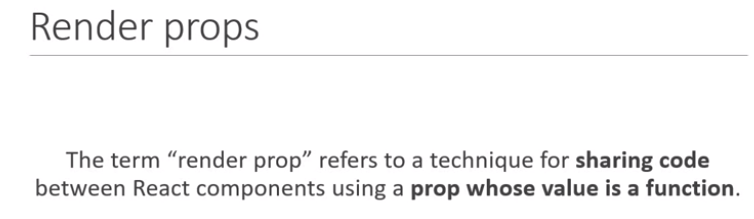 Render props
The term “render prop” refers to a technique for sharing code
between React components using a prop whose value is a function.